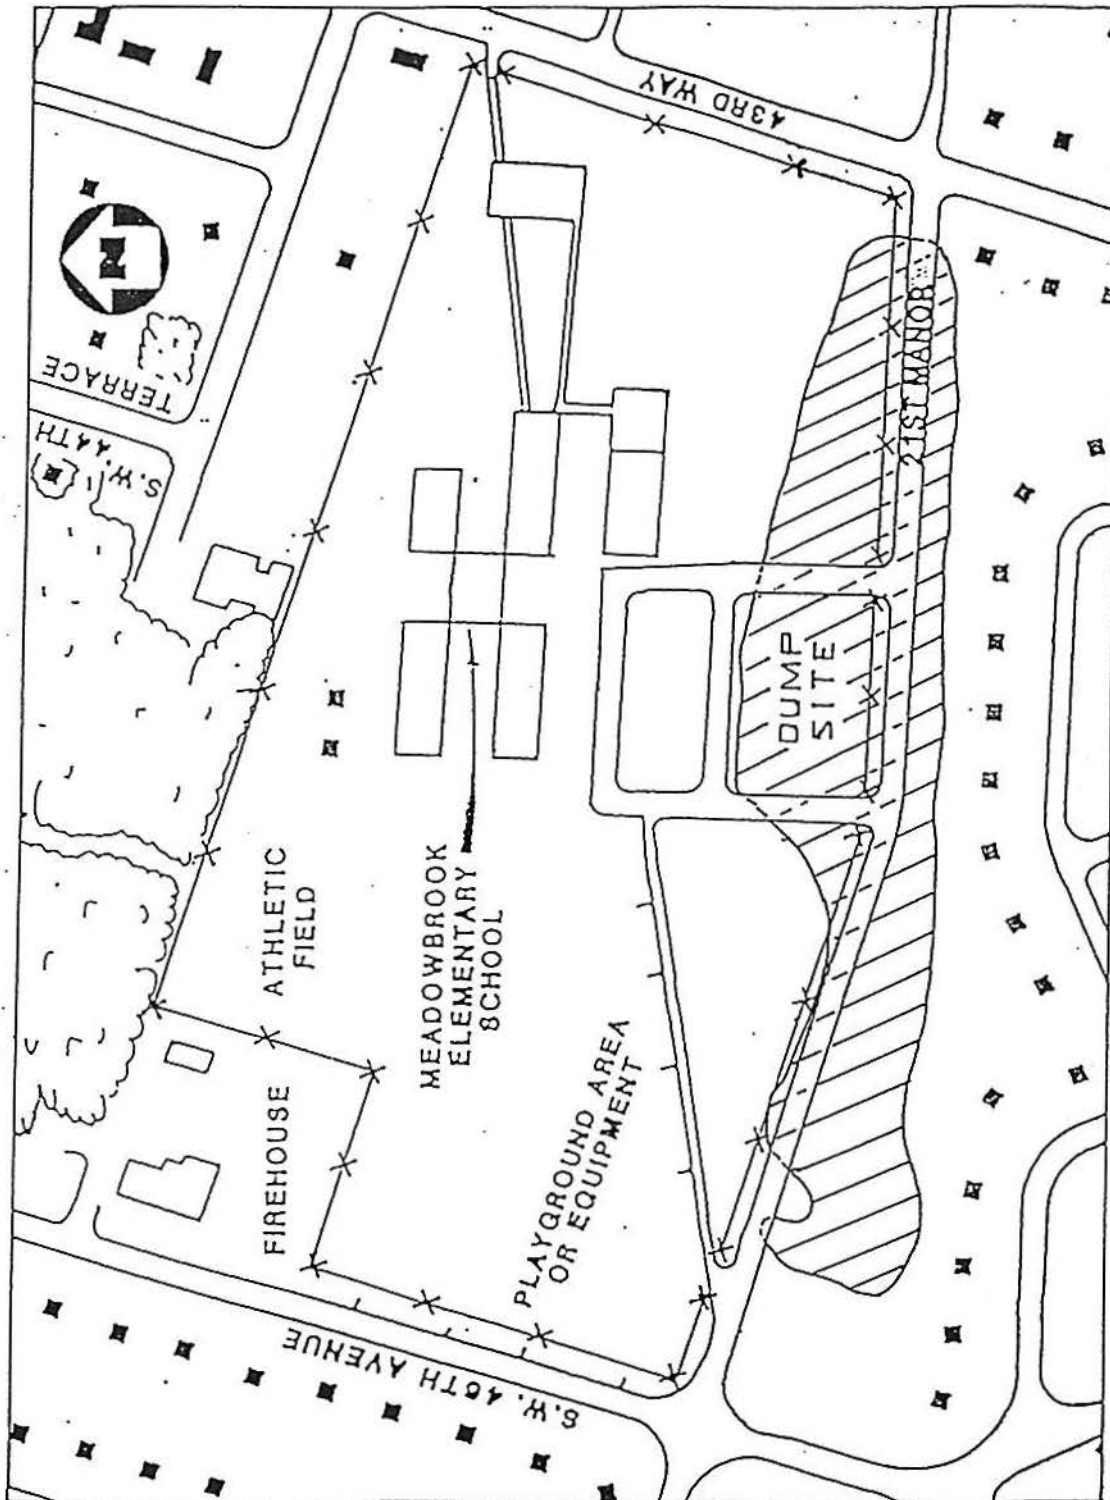 43RD WAY
N
TERRACE
S.W. 44TH
21ST MANOR
DUMP
SITE
ATHLETIC
FIELD
MEADOWBROOK
ELEMENTARY
SCHOOL
FIREHOUSE
PLAYGROUND AREA
OR EQUIPMENT
S.W. 46TH AVENUE